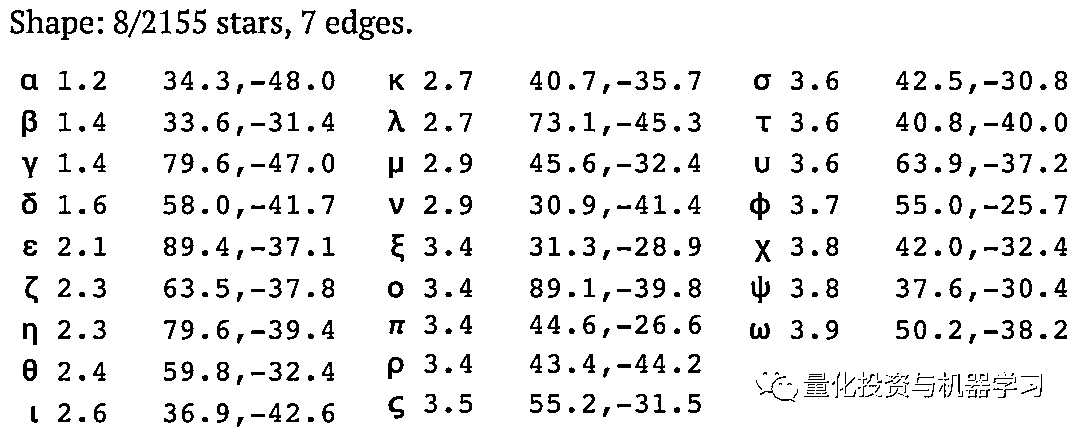 Shape: 8/2155 stars, 7 edges.
α 1.2 34.3,-48.0 κ 2.7 40.7,-35.7 σ 3.6 42.5,-30.8
β 1.4 33.6,-31.4 λ 2.7 73.1,-45.3 τ 3.6 40.8,-40.0
γ 1.4 79.6,-47.0 μ 2.9 45.6,-32.4 υ 3.6 63.9,-37.2
δ 1.6 58.0,-41.7 ν 2.9 30.9,-41.4 φ 3.7 55.0,-25.7
ε 2.1 89.4,-37.1 ξ 3.4 31.3,-28.9 χ 3.8 42.0,-32.4
ζ 2.3 63.5,-37.8 ο 3.4 89.1,-39.8 ψ 3.8 37.6,-30.4
η 2.3 79.6,-39.4 π 3.4 44.6,-26.6 ω 3.9 50.2,-38.2
θ 2.4 59.8,-32.4 ρ 3.4 43.4,-44.2
ι 2.6 36.9,-42.6 ς 3.5 55.2,-31.5
量化投资与机器学习